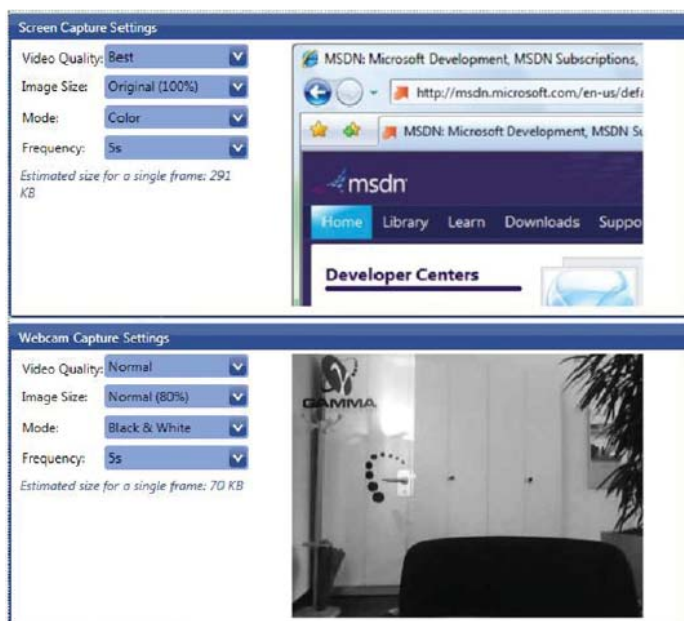 Screen Capture Settings
Video Quality: Best
Image Size: Original (100%)
Mode: Color
Frequency: 5s
Estimated size for a single frame: 291
KB
MSDN: Microsoft Development, MSDN Subscriptions,
http://msdn.microsoft.com/en-us/defa
MSDN: Microsoft Development, MSDN Su
msdn
Home Library Learn Downloads Suppo
Developer Centers
Webcam Capture Settings
Video Quality: Normal
Image Size: Normal (80%)
Mode: Black & White
Frequency: 5s
Estimated size for a single frame: 70 KB
GAMMA